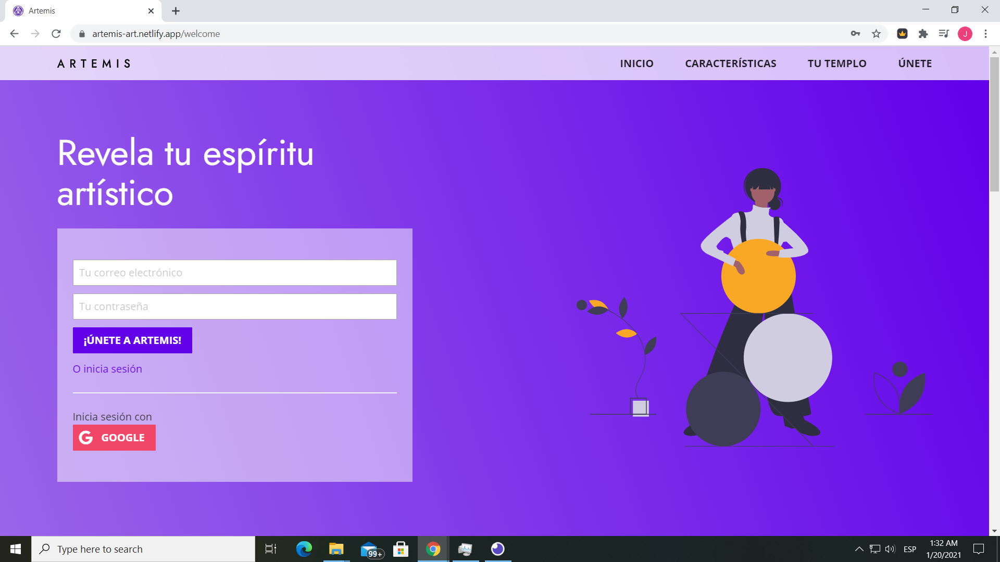 Artemis
artemis-art.netlify.app/welcome
J
ARTEMIS
INICIO
CARACTERÍSTICAS
TU TEMPLO
ÚNETE
Revela tu espíritu
artístico
Tu correo electrónico
Tu contraseña
¡ÚNETE A ARTEMIS!
O inicia sesión
Inicia sesión con
G GOOGLE
Type here to search
99+
ESP
1:32 AM
1/20/2021